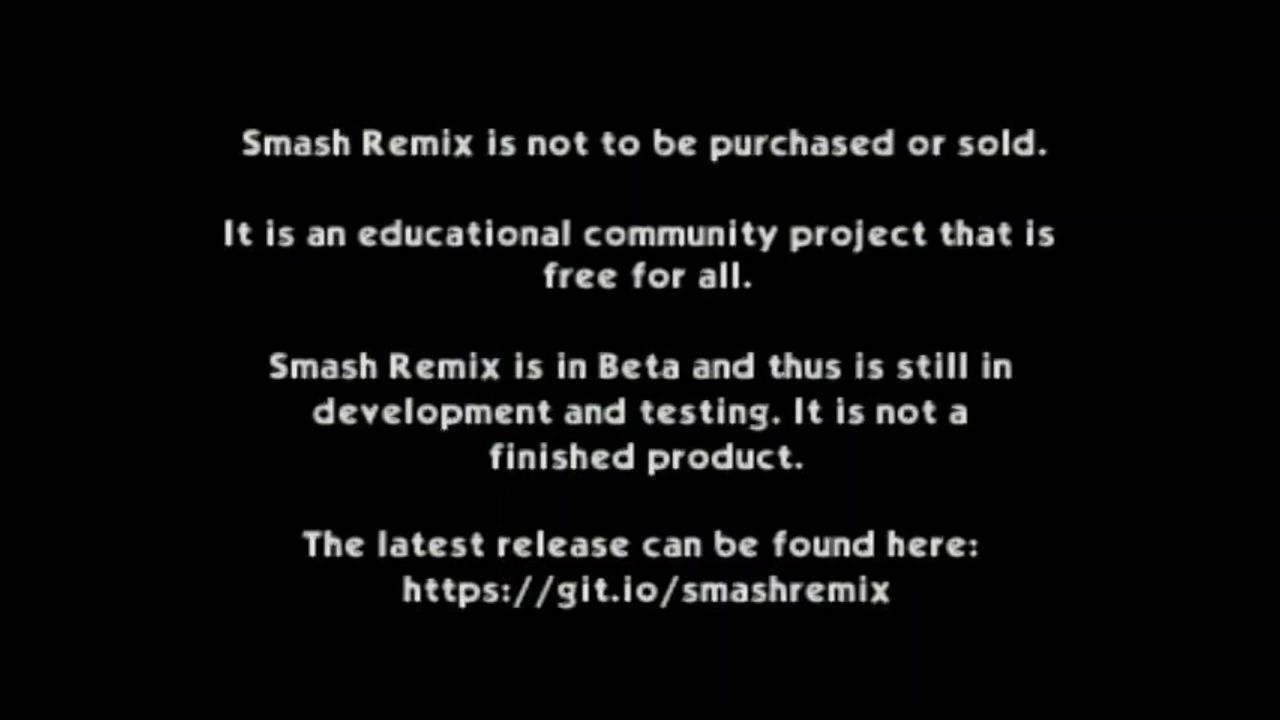 Smash Remix is not to be purchased or sold.
It is an educational community project that is
free for all.
Smash Remix is in Beta and thus is still in
development and testing. It is not a
finished product.
The latest release can be found here:
https://git.io/smashremix